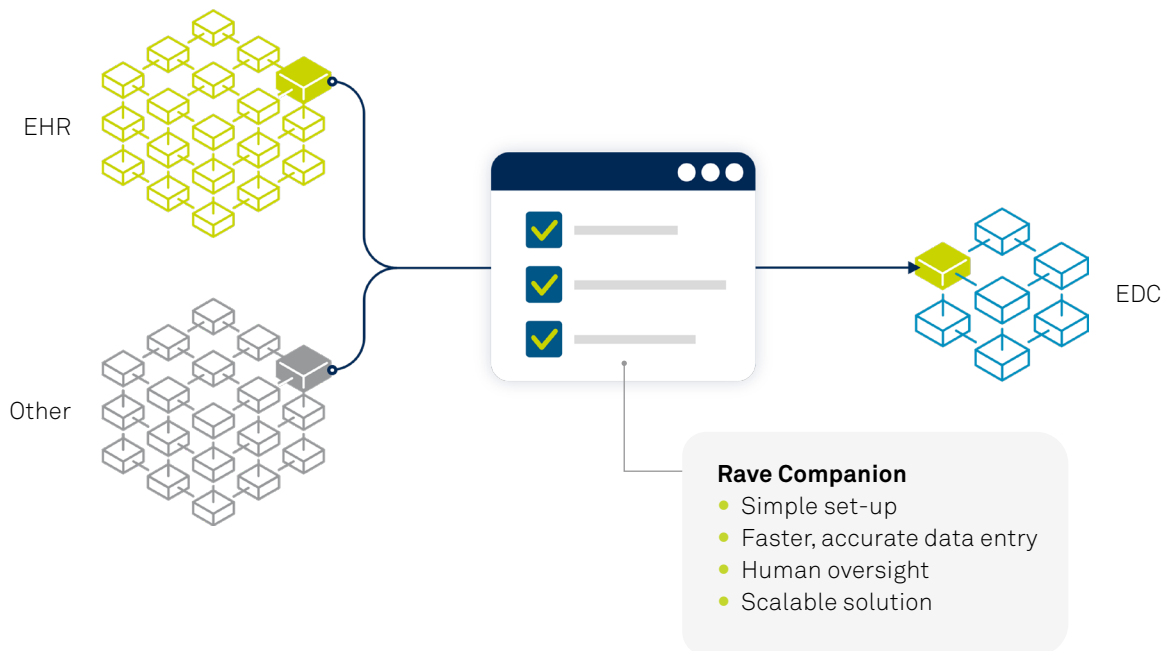 EHR
Other
EDC
Rave Companion
• Simple set-up
• Faster, accurate data entry
• Human oversight
• Scalable solution